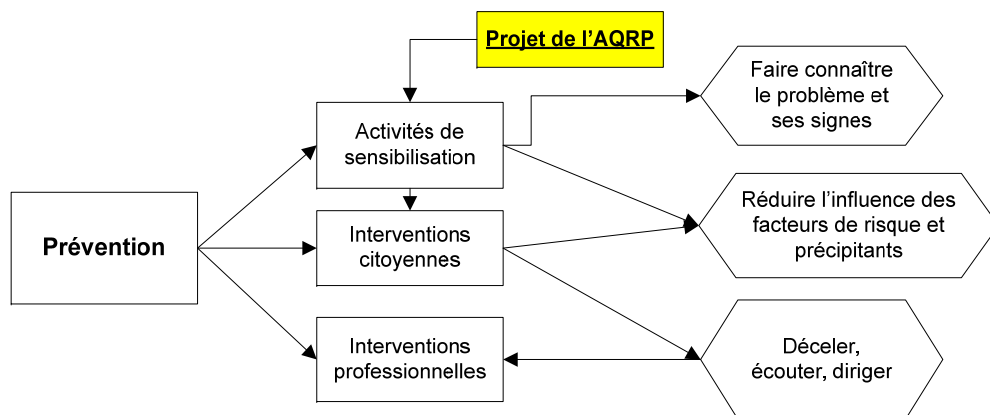 Projet de l'AQRP
Faire connaître
le problème et
ses signes
Activités de
sensibilisation
Prévention
Interventions
citoyennes
Réduire l'influence des
facteurs de risque et
précipitants
Interventions
professionnelles
Déceler,
écouter, diriger